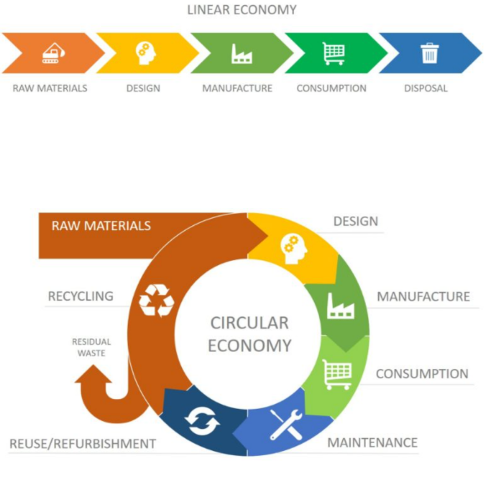 LINEAR ECONOMY
RAW MATERIALS
DESIGN
MANUFACTURE
CONSUMPTION
DISPOSAL
RAW MATERIALS
DESIGN
RECYCLING
MANUFACTURE
CIRCULAR
ECONOMY
RESIDUAL
WASTE
CONSUMPTION
REUSE/REFURBISHMENT
MAINTENANCE